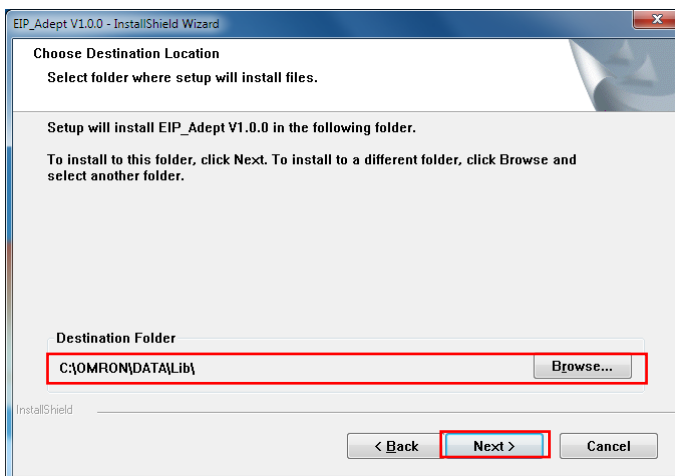 EIP_Adept V1.0.0 - InstallShield Wizard
Choose Destination Location
Select folder where setup will install files.
Setup will install EIP_Adept V1.0.0 in the following folder.
To install to this folder, click Next. To install to a different folder, click Browse and
select another folder.
Destination Folder
C:\OMRON\DATA\Lib\
Browse...
InstallShield
< Back
Next >
Cancel